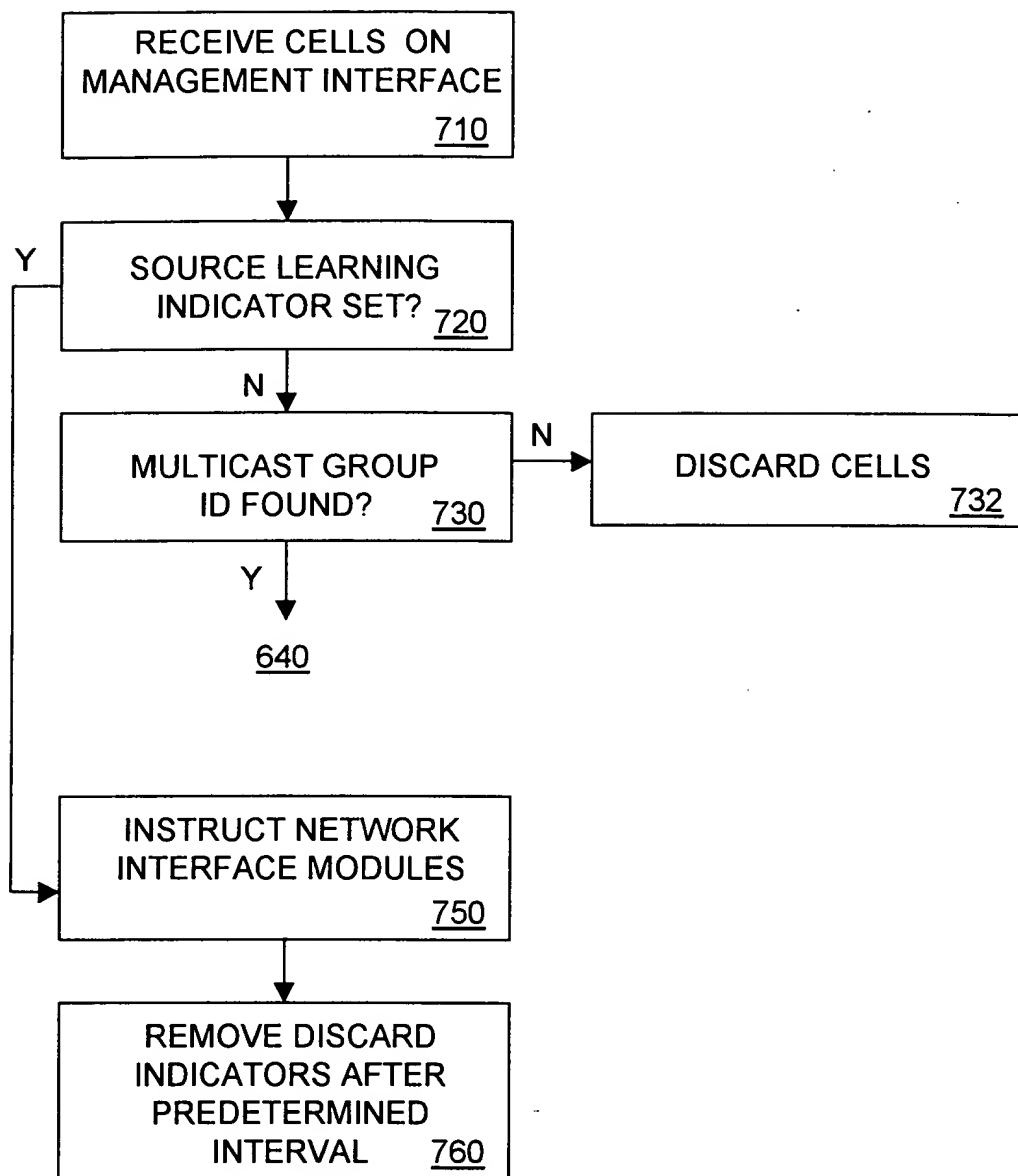 RECEIVE CELLS ON
MANAGEMENT INTERFACE
710
Y
SOURCE LEARNING
INDICATOR SET?
720
N
MULTICAST GROUP
ID FOUND?
730
N
DISCARD CELLS
732
Y
640
INSTRUCT NETWORK
INTERFACE MODULES
750
REMOVE DISCARD
INDICATORS AFTER
PREDETERMINED
INTERVAL
760